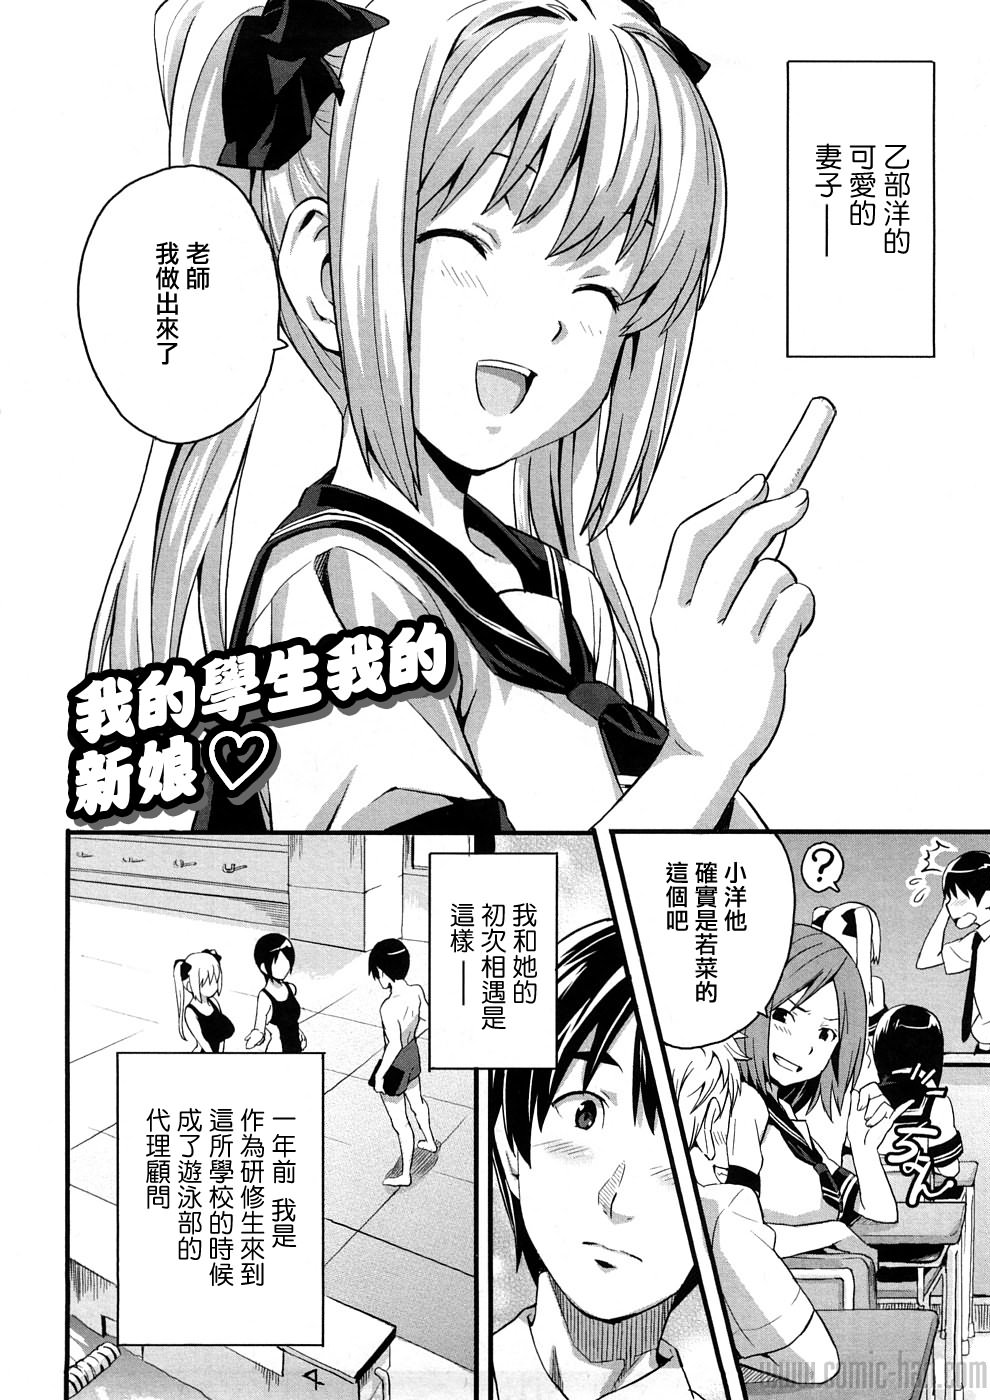 乙部洋的
可愛的
妻子——
老師
我做出來了
我的學生我的
新娘♡
?
小洋他
確實是若菜的
這個吧
我和她的
初次相遇是
這樣——
一年前 我是
作為研修生來到
這所學校的時候
成了遊泳部的
代理顧問
4
www.comic-han.com